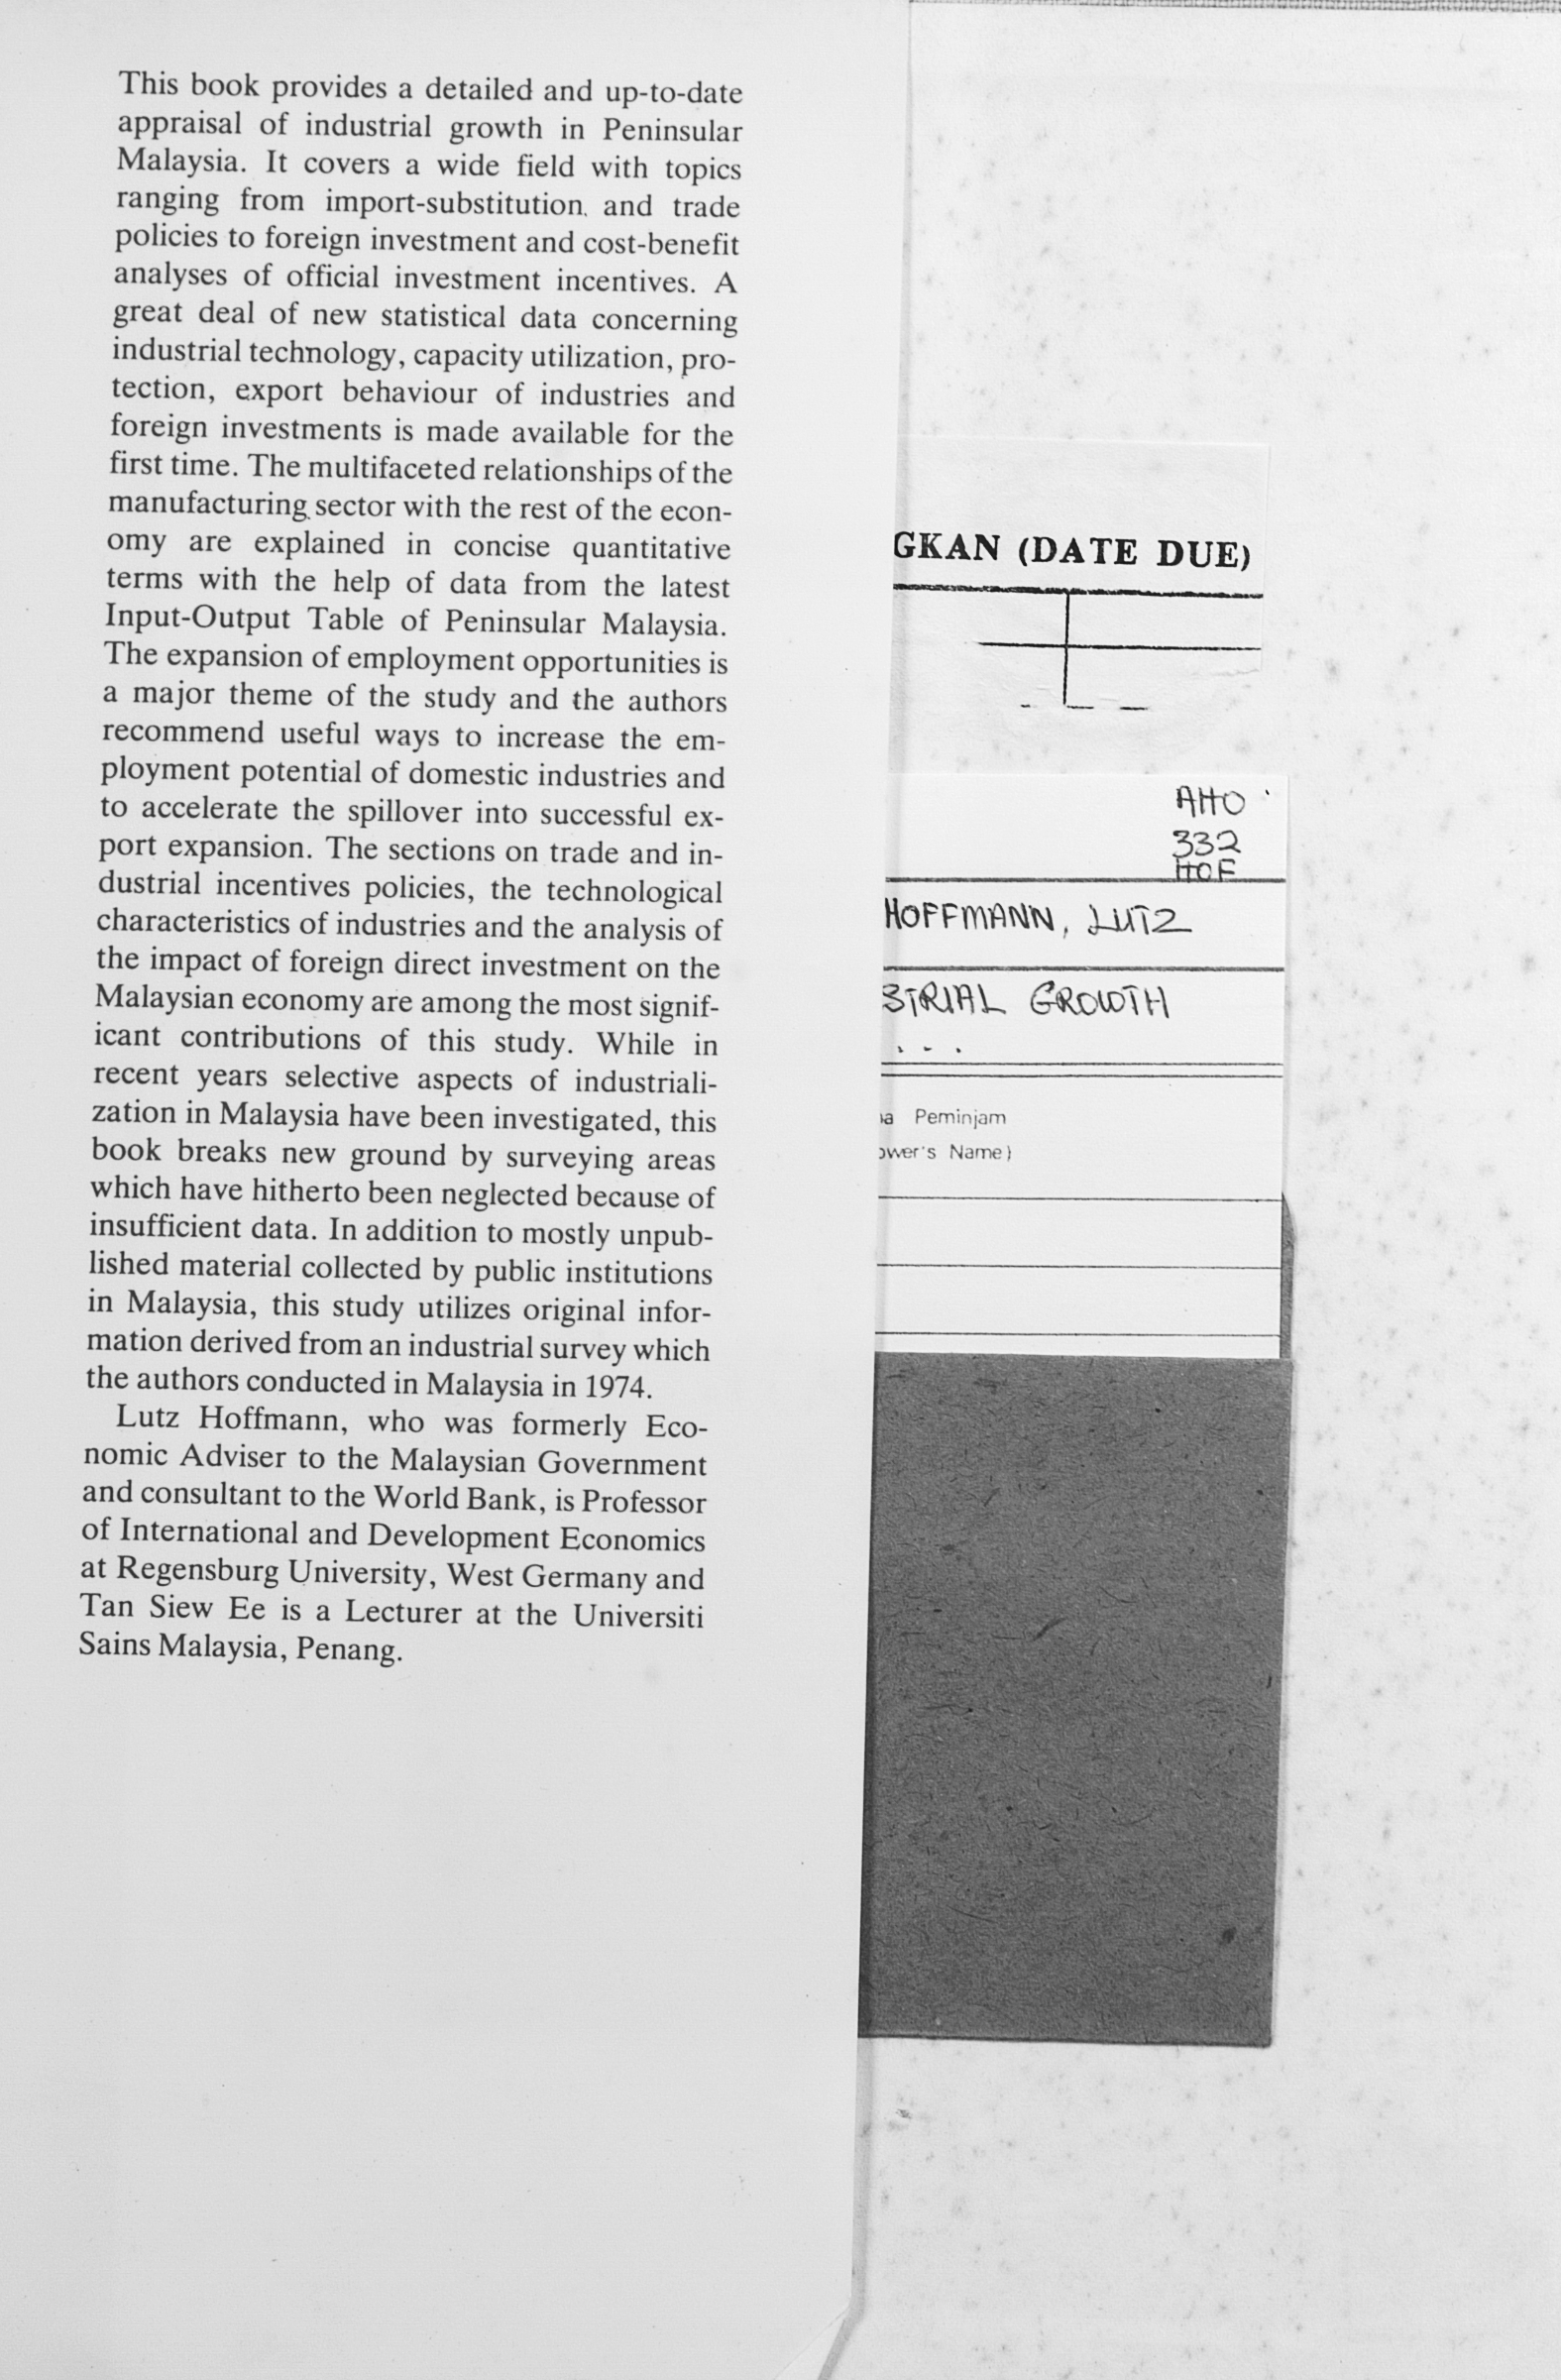 This book provides a detailed and up-to-date
appraisal of industrial growth in Peninsular
Malaysia. It covers a wide field with topics
ranging from import-substitution and trade
policies to foreign investment and cost-benefit
analyses of official investment incentives. A
great deal of new statistical data concerning
industrial technology, capacity utilization, pro-
tection, export behaviour of industries and
foreign investments is made available for the
first time. The multifaceted relationships of the
manufacturing sector with the rest of the econ-
omy are explained in concise quantitative
terms with the help of data from the latest
Input-Output Table of Peninsular Malaysia.
The expansion of employment opportunities is
a major theme of the study and the authors
recommend useful ways to increase the em-
ployment potential of domestic industries and
to accelerate the spillover into successful ex-
port expansion. The sections on trade and in-
dustrial incentives policies, the technological
characteristics of industries and the analysis of
the impact of foreign direct investment on the
Malaysian economy are among the most signif-
icant contributions of this study. While in
recent years selective aspects of industriali-
zation in Malaysia have been investigated, this
book breaks new ground by surveying areas
which have hitherto been neglected because of
insufficient data. In addition to mostly unpub-
lished material collected by public institutions
in Malaysia, this study utilizes original infor-
mation derived from an industrial survey which
the authors conducted in Malaysia in 1974.
Lutz Hoffmann, who was formerly Eco-
nomic Adviser to the Malaysian Government
and consultant to the World Bank, is Professor
of International and Development Economics
at Regensburg University, West Germany and
Tan Siew Ee is a Lecturer at the Universiti
Sains Malaysia, Penang.
GKAN (DATE DUE)
AHO
332
HOF
HOFFMANN, LUTZ
STRIAL GROWTH
...
a Peminjam
ower's Name)